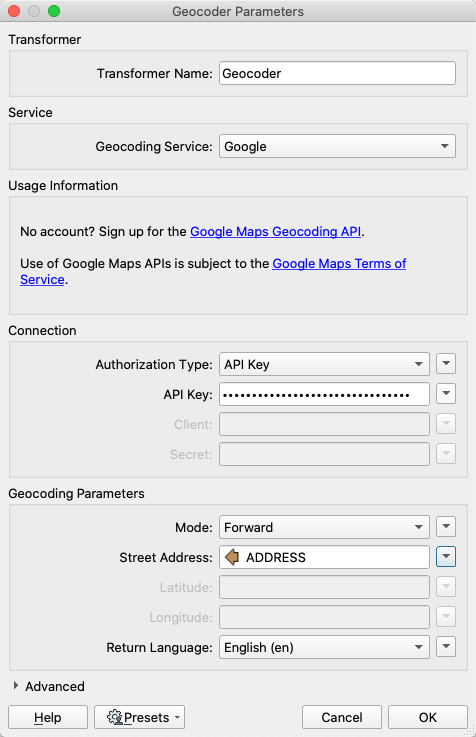 Geocoder Parameters
Transformer
Transformer Name: Geocoder
Service
Geocoding Service: Google
Usage Information
No account? Sign up for the Google Maps Geocoding API.
Use of Google Maps APIs is subject to the Google Maps Terms of
Service.
Connection
Authorization Type: API Key
API Key: ••••••••••••••••••••••••••••••••
Client:
Secret:
Geocoding Parameters
Mode: Forward
Street Address: ADDRESS
Latitude:
Longitude:
Return Language: English (en)
Advanced
Help Presets Cancel OK